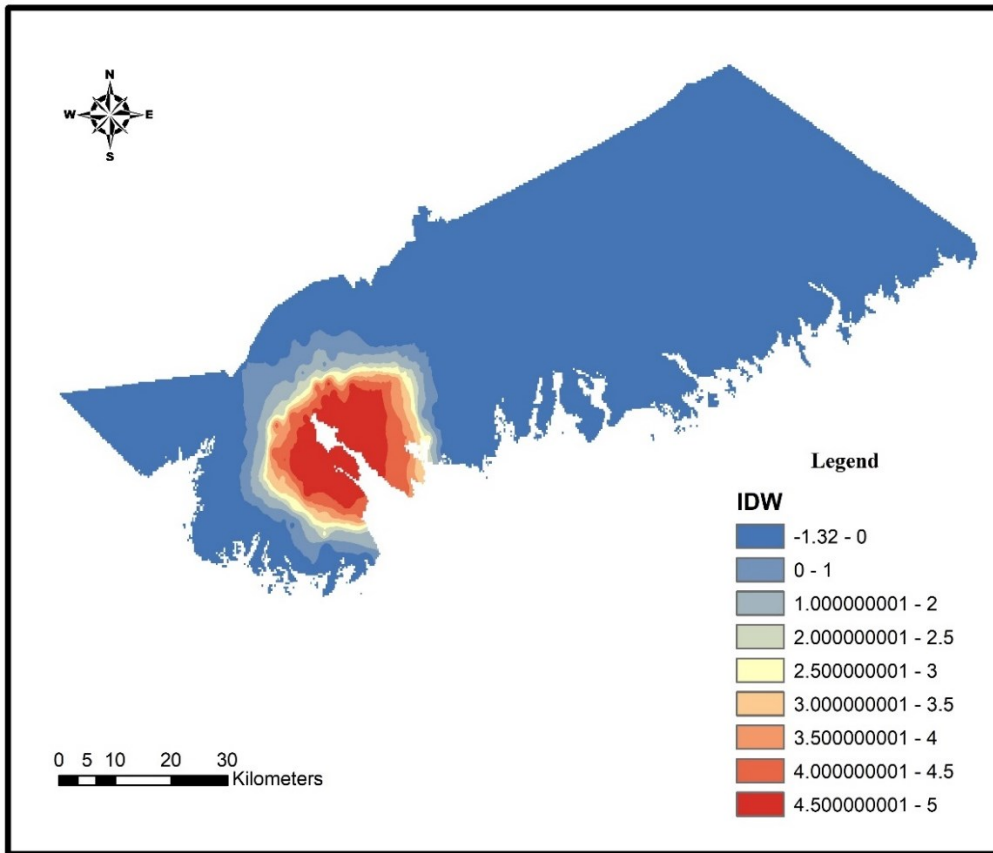 N
W E
S
Legend
IDW
-1.32 - 0
0 - 1
1.000000001 - 2
2.000000001 - 2.5
2.500000001 - 3
3.000000001 - 3.5
3.500000001 - 4
4.000000001 - 4.5
4.500000001 - 5
0 5 10 20 30
Kilometers